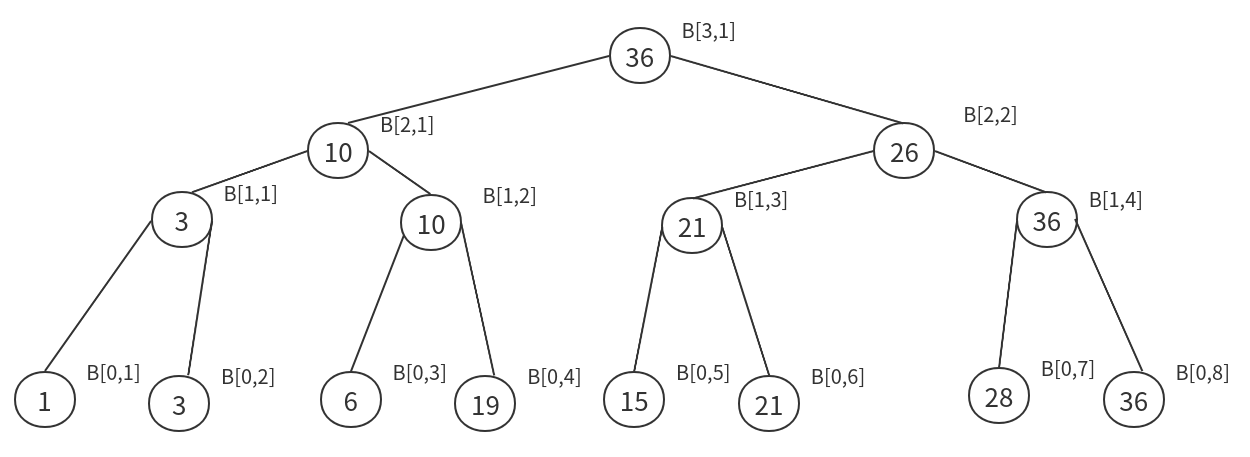 36 B[3,1]
10 B[2,1]
26 B[2,2]
3 B[1,1]
10 B[1,2]
21 B[1,3]
36 B[1,4]
1 B[0,1]
3 B[0,2]
6 B[0,3]
19 B[0,4]
15 B[0,5]
21 B[0,6]
28 B[0,7]
36 B[0,8]